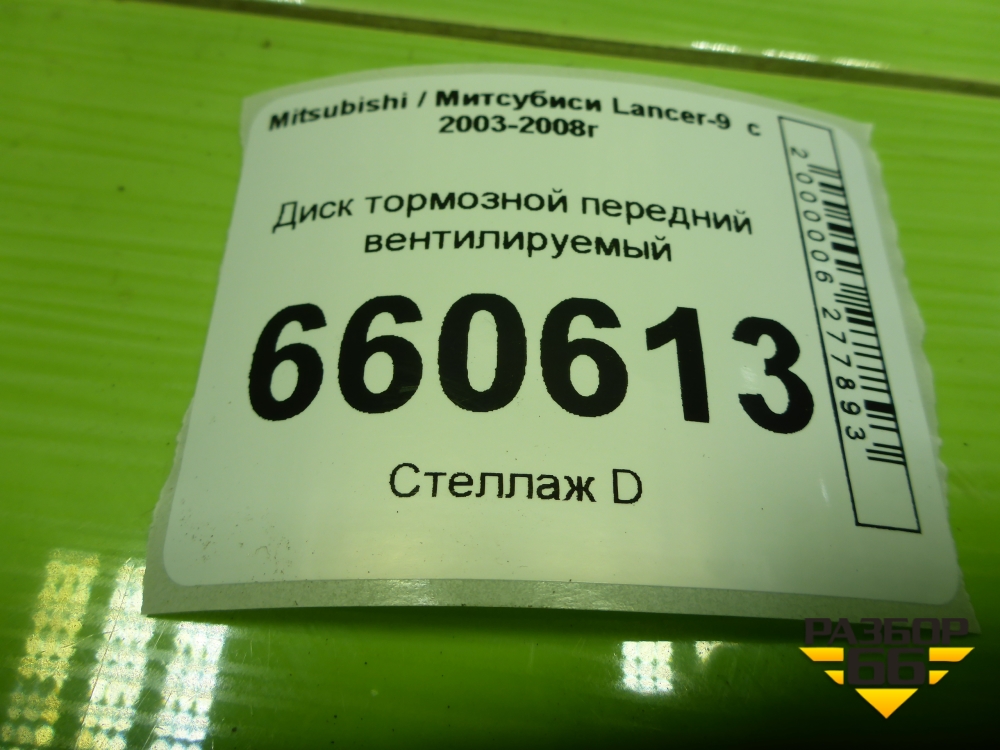 Mitsubishi / Митсубиси Lancer-9 с
2003-2008г
Диск тормозной передний
вентилируемый
660613
Стеллаж D
2000006277893
РАЗБОР
66